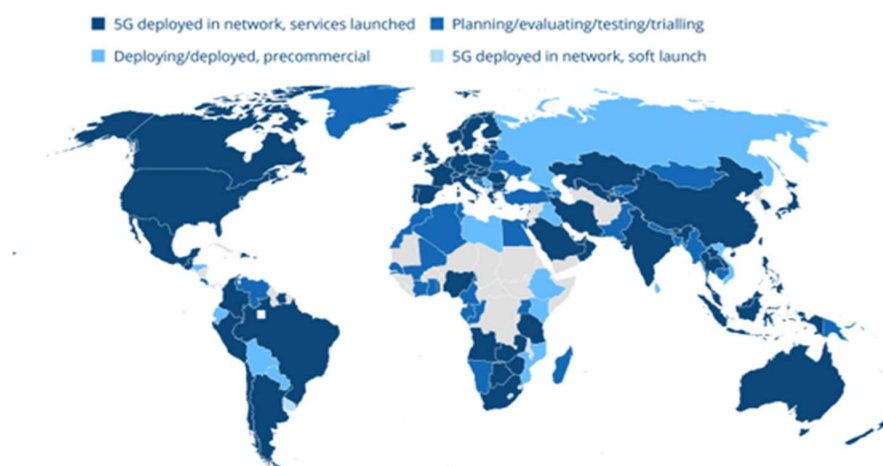 5G deployed in network, services launched
Planning/evaluating/testing/trialling
Deploying/deployed, precommercial
5G deployed in network, soft launch